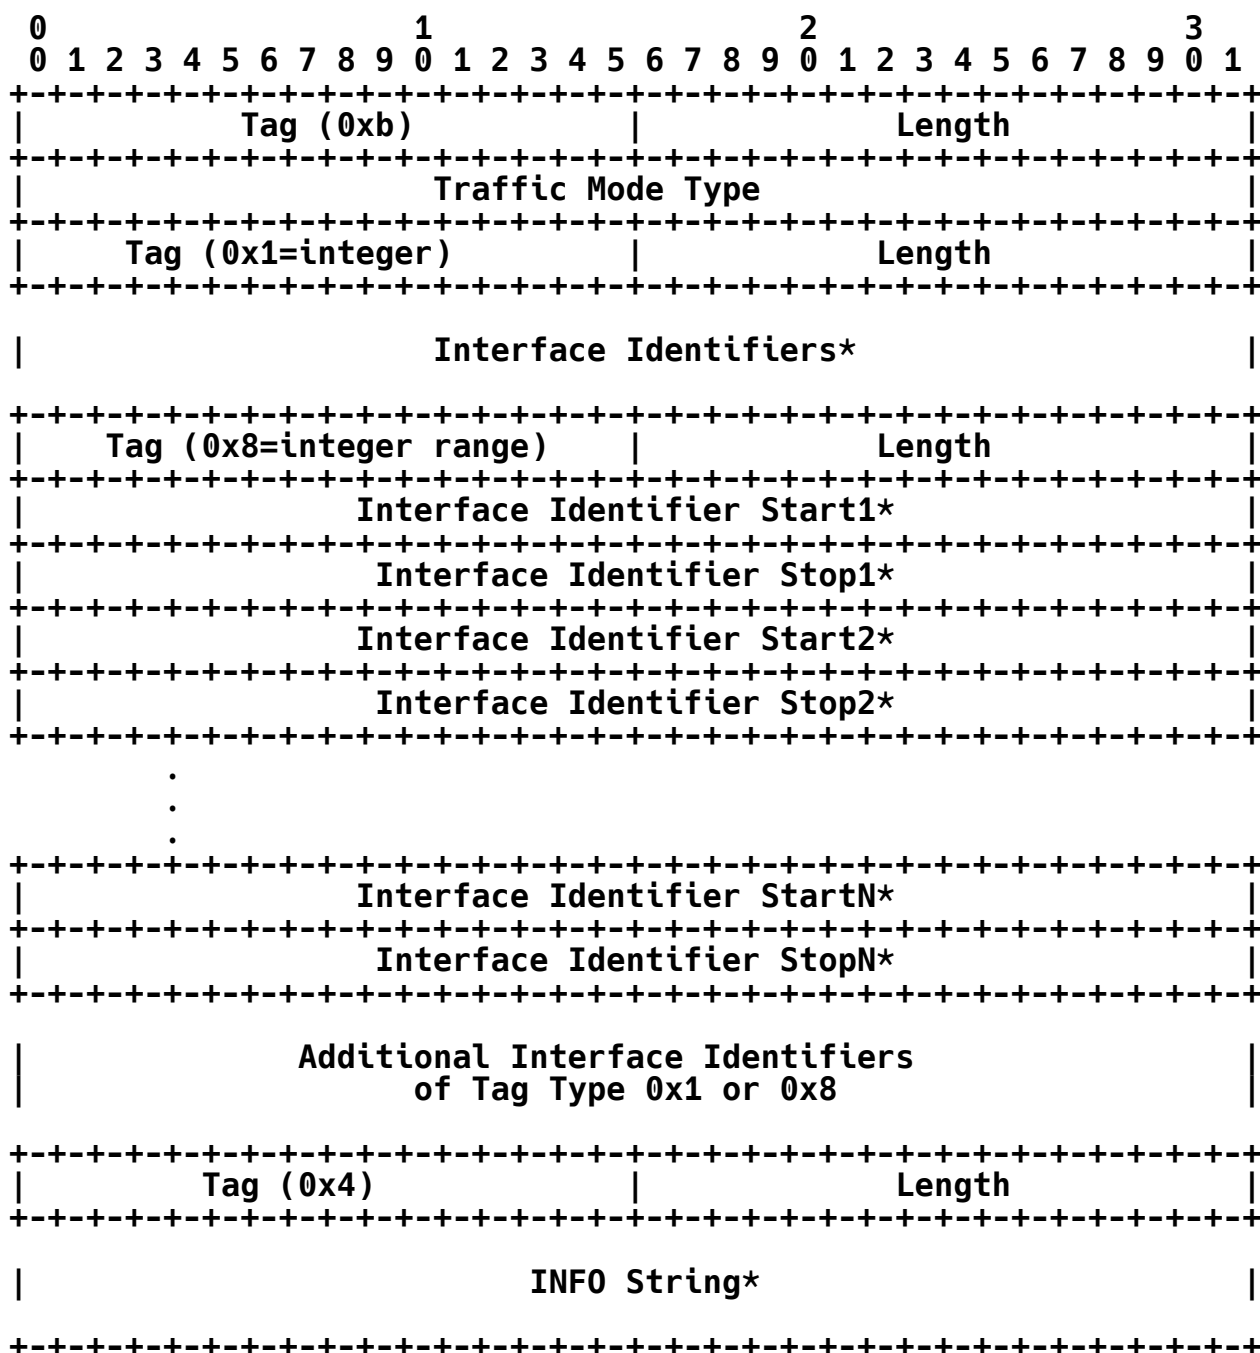 0                   1                   2                   3
 0 1 2 3 4 5 6 7 8 9 0 1 2 3 4 5 6 7 8 9 0 1 2 3 4 5 6 7 8 9 0 1
+-+-+-+-+-+-+-+-+-+-+-+-+-+-+-+-+-+-+-+-+-+-+-+-+-+-+-+-+-+-+-+-+
|           Tag (0xb)           |             Length            |
+-+-+-+-+-+-+-+-+-+-+-+-+-+-+-+-+-+-+-+-+-+-+-+-+-+-+-+-+-+-+-+-+
|                     Traffic Mode Type                         |
+-+-+-+-+-+-+-+-+-+-+-+-+-+-+-+-+-+-+-+-+-+-+-+-+-+-+-+-+-+-+-+-+
|     Tag (0x1=integer)         |            Length             |
+-+-+-+-+-+-+-+-+-+-+-+-+-+-+-+-+-+-+-+-+-+-+-+-+-+-+-+-+-+-+-+-+
|                     Interface Identifiers*                    |
+-+-+-+-+-+-+-+-+-+-+-+-+-+-+-+-+-+-+-+-+-+-+-+-+-+-+-+-+-+-+-+-+
|    Tag (0x8=integer range)    |            Length             |
+-+-+-+-+-+-+-+-+-+-+-+-+-+-+-+-+-+-+-+-+-+-+-+-+-+-+-+-+-+-+-+-+
|                 Interface Identifier Start1*                  |
+-+-+-+-+-+-+-+-+-+-+-+-+-+-+-+-+-+-+-+-+-+-+-+-+-+-+-+-+-+-+-+-+
|                  Interface Identifier Stop1*                  |
+-+-+-+-+-+-+-+-+-+-+-+-+-+-+-+-+-+-+-+-+-+-+-+-+-+-+-+-+-+-+-+-+
|                 Interface Identifier Start2*                  |
+-+-+-+-+-+-+-+-+-+-+-+-+-+-+-+-+-+-+-+-+-+-+-+-+-+-+-+-+-+-+-+-+
|                  Interface Identifier Stop2*                  |
+-+-+-+-+-+-+-+-+-+-+-+-+-+-+-+-+-+-+-+-+-+-+-+-+-+-+-+-+-+-+-+-+
        .
        .
        .
+-+-+-+-+-+-+-+-+-+-+-+-+-+-+-+-+-+-+-+-+-+-+-+-+-+-+-+-+-+-+-+-+
|                 Interface Identifier StartN*                  |
+-+-+-+-+-+-+-+-+-+-+-+-+-+-+-+-+-+-+-+-+-+-+-+-+-+-+-+-+-+-+-+-+
|                  Interface Identifier StopN*                  |
+-+-+-+-+-+-+-+-+-+-+-+-+-+-+-+-+-+-+-+-+-+-+-+-+-+-+-+-+-+-+-+-+
|              Additional Interface Identifiers                 |
|                    of Tag Type 0x1 or 0x8                     |
+-+-+-+-+-+-+-+-+-+-+-+-+-+-+-+-+-+-+-+-+-+-+-+-+-+-+-+-+-+-+-+-+
|         Tag (0x4)             |             Length            |
+-+-+-+-+-+-+-+-+-+-+-+-+-+-+-+-+-+-+-+-+-+-+-+-+-+-+-+-+-+-+-+-+
|                          INFO String*                         |
+-+-+-+-+-+-+-+-+-+-+-+-+-+-+-+-+-+-+-+-+-+-+-+-+-+-+-+-+-+-+-+-+